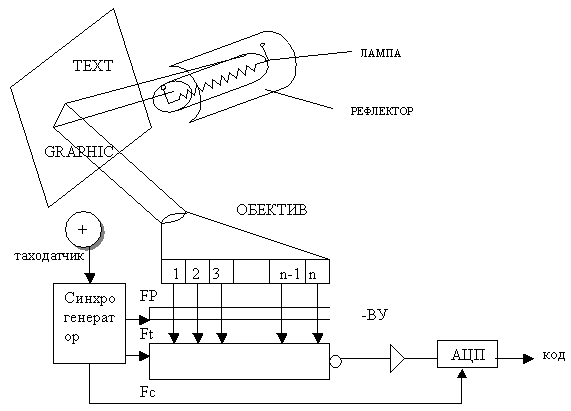 ЛАМПА
TEXT
РЕФЛЕКТОР
GRAPHIC
ОБЕКТИВ
+
таходатчик
1 2 3 n-1 n
Синхро
генерат
ор
FP
-ВУ
Ft
АЦП
код
Fc